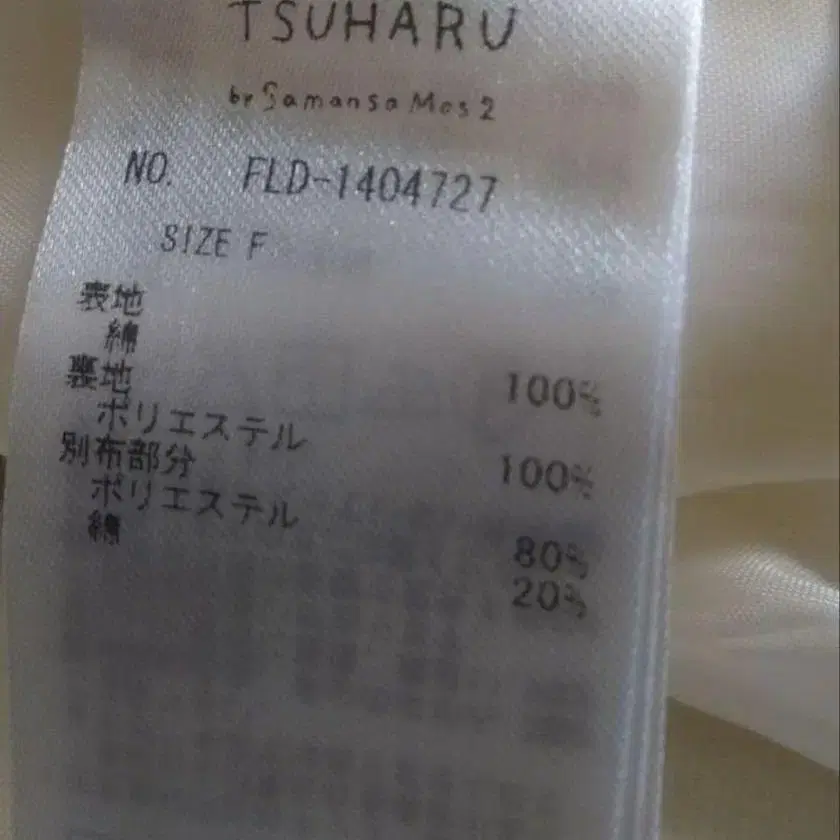 TSUHARU
by Samansa Mos2
NO. FLD-1404727
SIZE F
表地
綿 100%
裏地
ポリエステル 100%
別布部分
ポリエステル 80%
綿 20%